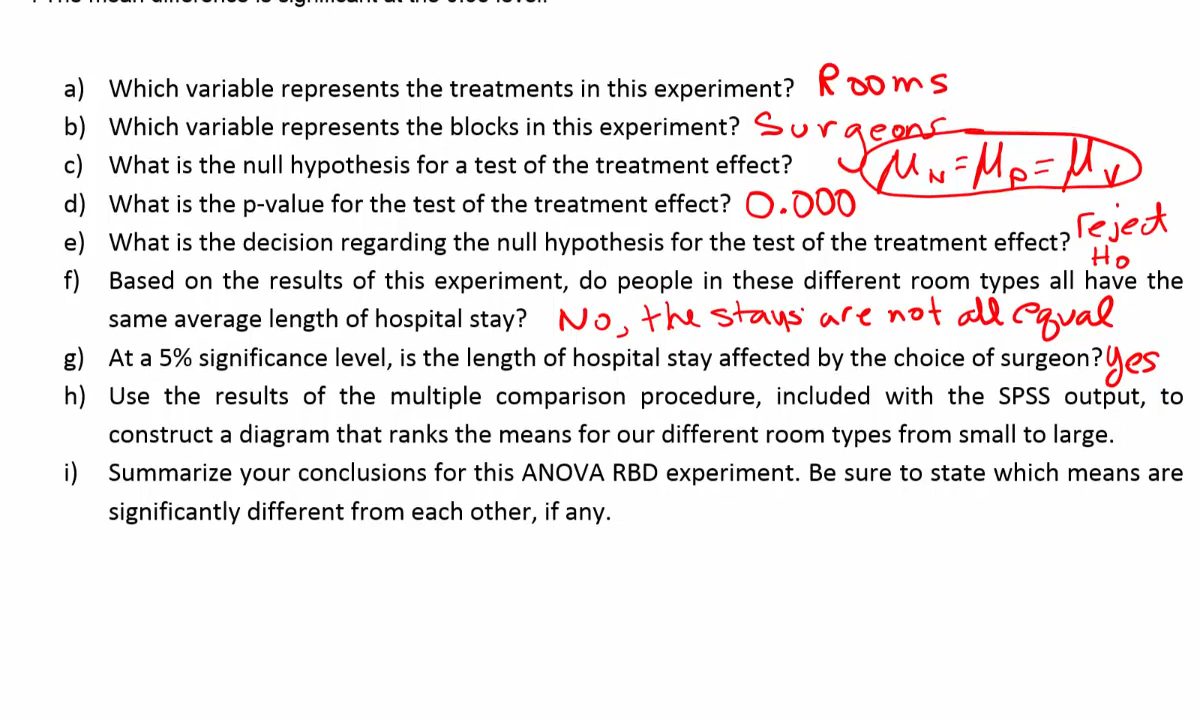 a) Which variable represents the treatments in this experiment? Rooms
b) Which variable represents the blocks in this experiment? Surgeons
c) What is the null hypothesis for a test of the treatment effect? μN=μP=μV
d) What is the p-value for the test of the treatment effect? 0.000
e) What is the decision regarding the null hypothesis for the test of the treatment effect? reject Ho
f) Based on the results of this experiment, do people in these different room types all have the
same average length of hospital stay? No, the stays are not all equal
g) At a 5% significance level, is the length of hospital stay affected by the choice of surgeon? Yes
h) Use the results of the multiple comparison procedure, included with the SPSS output, to
construct a diagram that ranks the means for our different room types from small to large.
i) Summarize your conclusions for this ANOVA RBD experiment. Be sure to state which means are
significantly different from each other, if any.